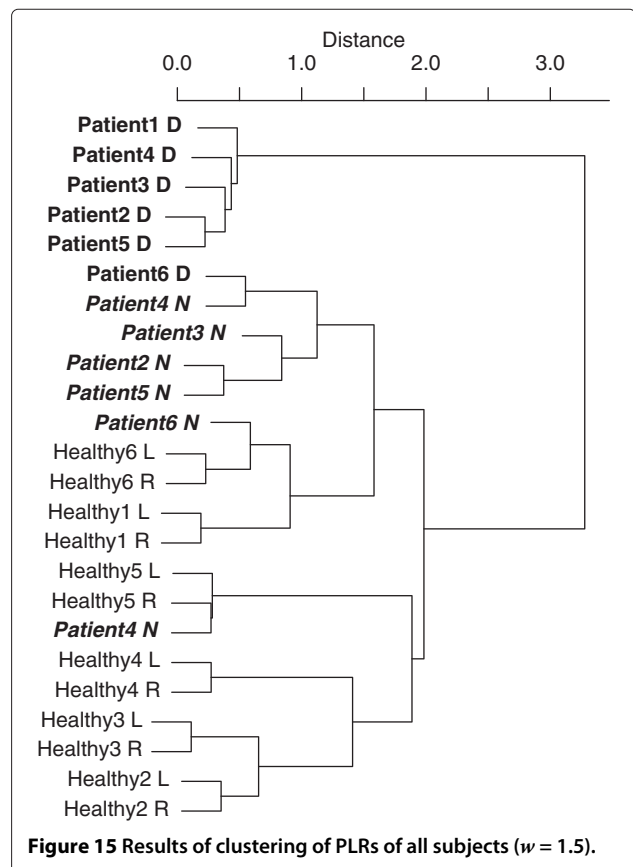 Distance
0.0 1.0 2.0 3.0
Patient1 D
Patient4 D
Patient3 D
Patient2 D
Patient5 D
Patient6 D
Patient4 N
Patient3 N
Patient2 N
Patient5 N
Patient6 N
Healthy6 L
Healthy6 R
Healthy1 L
Healthy1 R
Healthy5 L
Healthy5 R
Patient4 N
Healthy4 L
Healthy4 R
Healthy3 L
Healthy3 R
Healthy2 L
Healthy2 R
Figure 15 Results of clustering of PLRs of all subjects (w = 1.5).